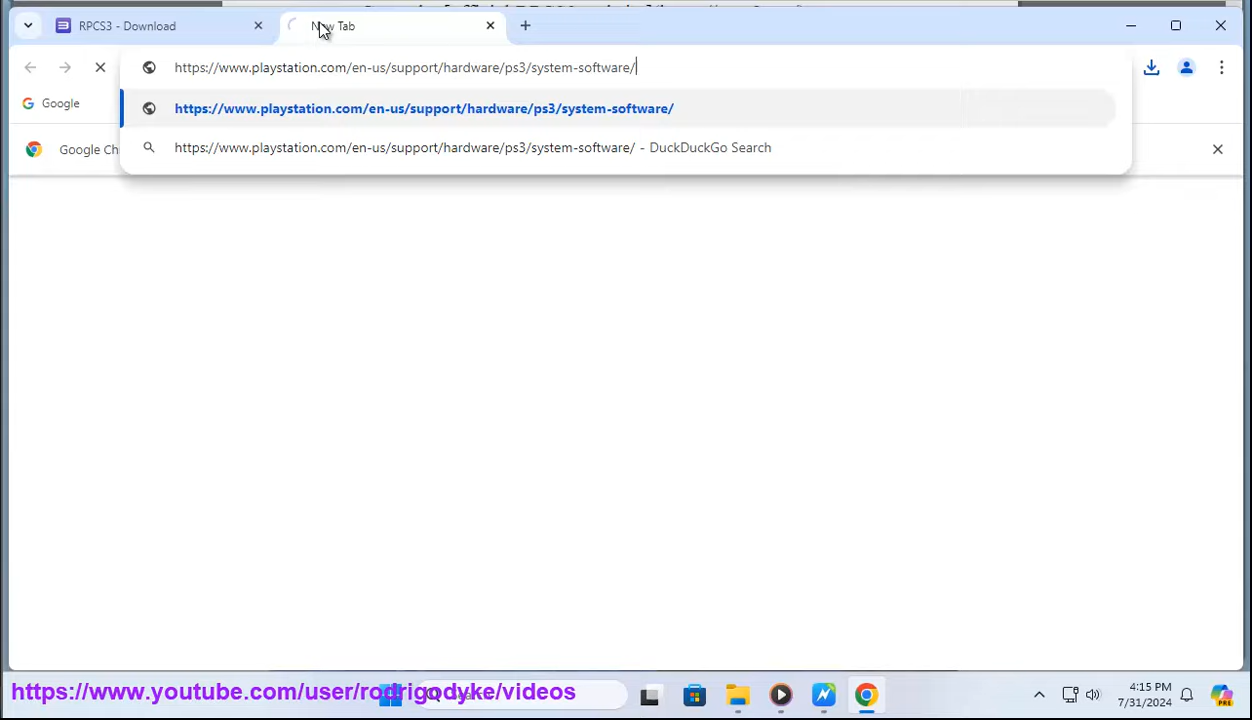 RPCS3 - Download
New Tab
https://www.playstation.com/en-us/support/hardware/ps3/system-software/
https://www.playstation.com/en-us/support/hardware/ps3/system-software/
https://www.playstation.com/en-us/support/hardware/ps3/system-software/ - DuckDuckGo Search
Google
Google Ch
https://www.youtube.com/user/rodrigodyke/videos
4:15 PM
7/31/2024
PRE